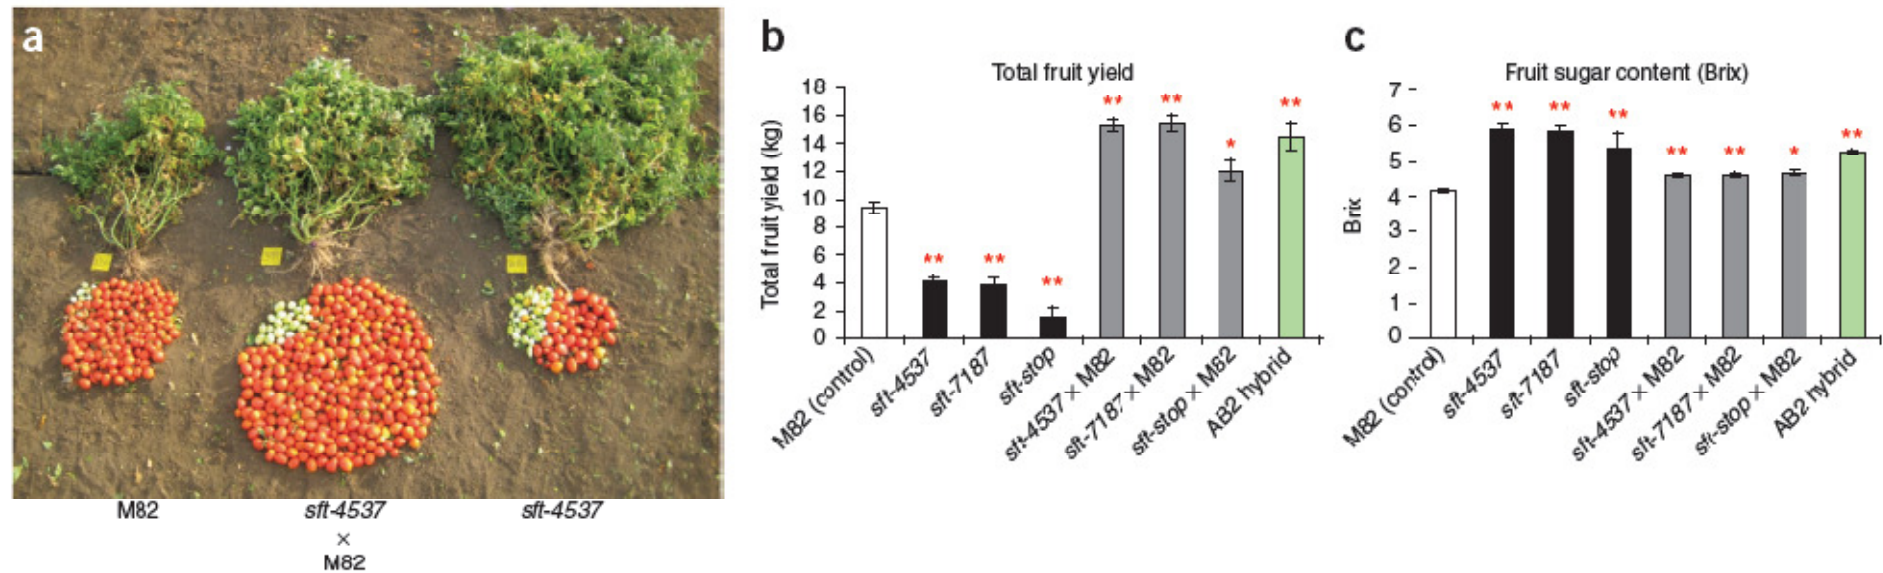 a
M82
sft-4537
×
M82
sft-4537
b
Total fruit yield
Total fruit yield (kg)
18
16
14
12
10
8
6
4
2
0
** ** ** ** ** * **
M82 (control)
sft-4537
sft-7187
sft-stop
sft-4537 × M82
sft-7187 × M82
sft-stop × M82
AB2 hybrid
c
Fruit sugar content (Brix)
Brix
7
6
5
4
3
2
1
0
** ** ** ** ** * **
M82 (control)
sft-4537
sft-7187
sft-stop
sft-4537 × M82
sft-7187 × M82
sft-stop × M82
AB2 hybrid